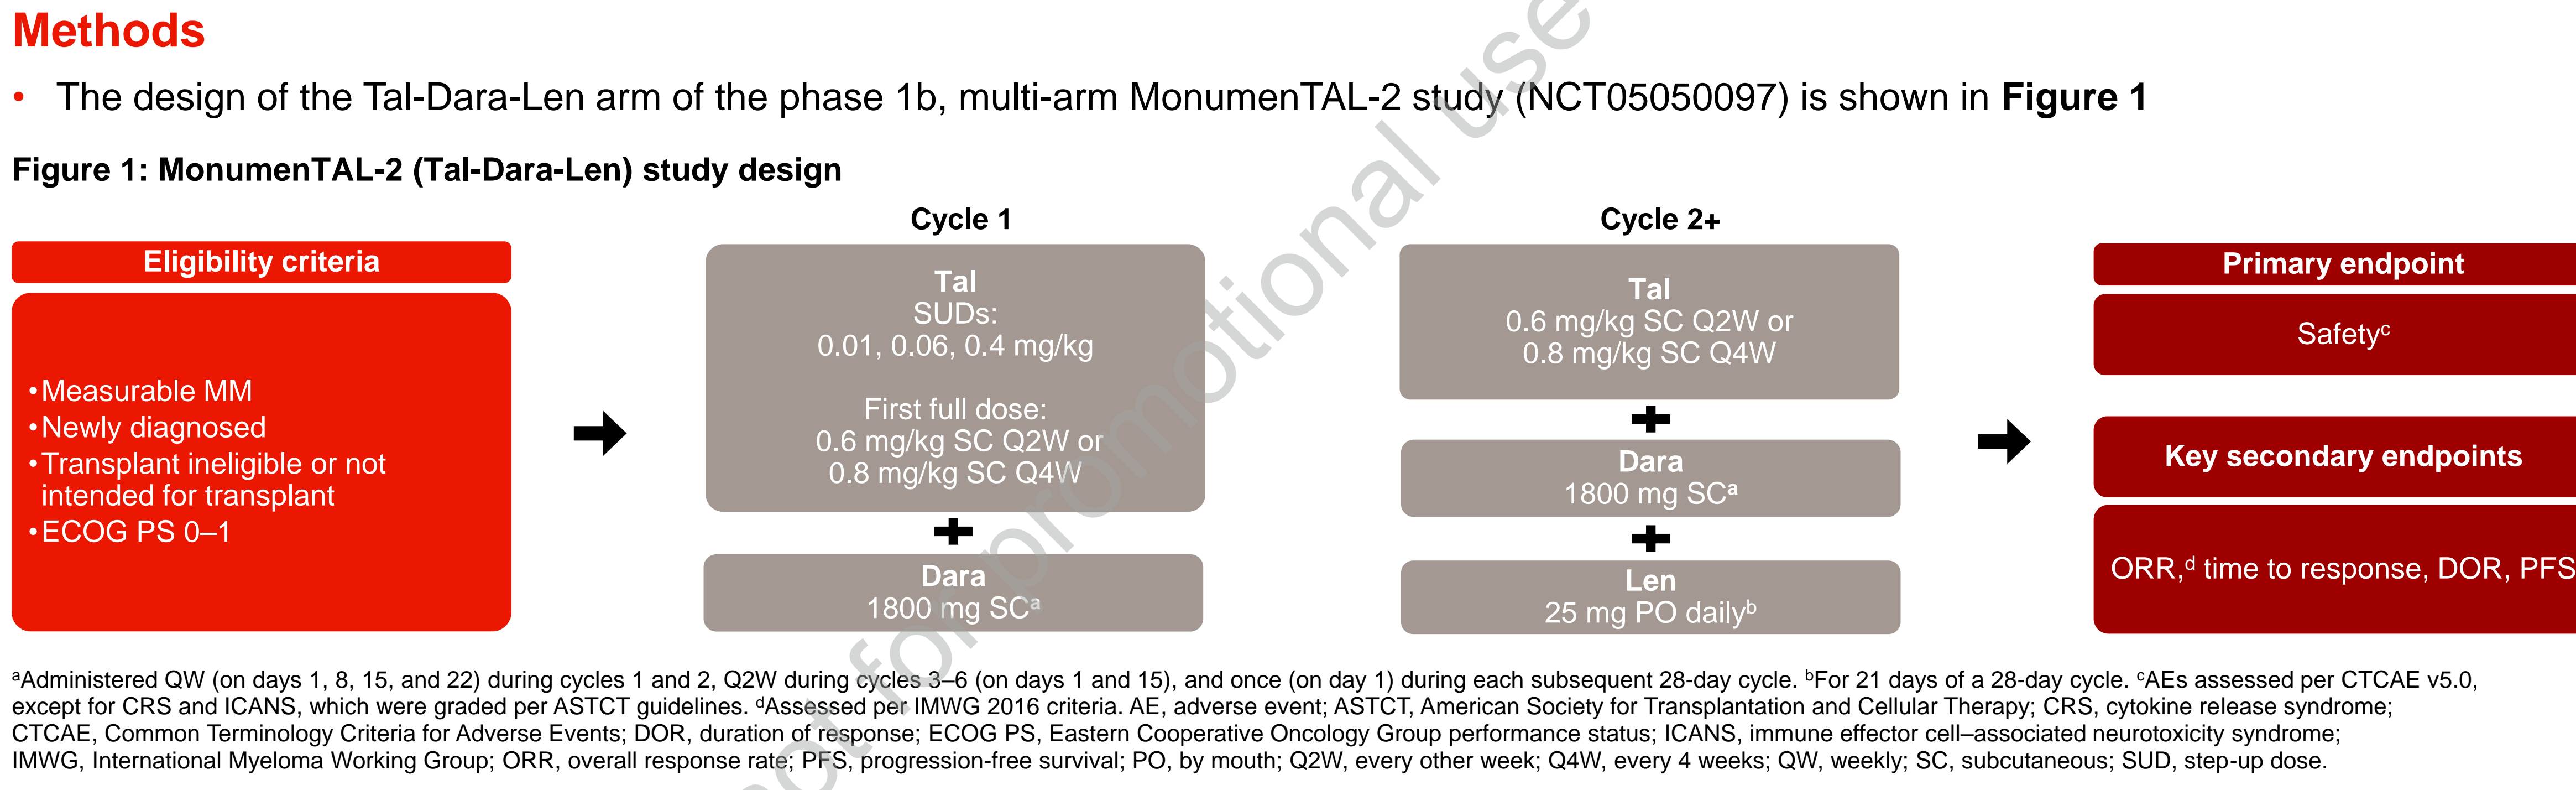 Methods
• The design of the Tal-Dara-Len arm of the phase 1b, multi-arm MonumenTAL-2 study (NCT05050097) is shown in Figure 1
Figure 1: MonumenTAL-2 (Tal-Dara-Len) study design
Eligibility criteria
•Measurable MM
•Newly diagnosed
•Transplant ineligible or not
intended for transplant
•ECOG PS 0–1
Cycle 1
Tal
SUDs:
0.01, 0.06, 0.4 mg/kg
First full dose:
0.6 mg/kg SC Q2W or
0.8 mg/kg SC Q4W
Dara
1800 mg SCᵃ
Cycle 2+
Tal
0.6 mg/kg SC Q2W or
0.8 mg/kg SC Q4W
Dara
1800 mg SCᵃ
Len
25 mg PO dailyᵇ
Primary endpoint
Safetyᶜ
Key secondary endpoints
ORR,ᵈ time to response, DOR, PFS
ᵃAdministered QW (on days 1, 8, 15, and 22) during cycles 1 and 2, Q2W during cycles 3–6 (on days 1 and 15), and once (on day 1) during each subsequent 28-day cycle. ᵇFor 21 days of a 28-day cycle. ᶜAEs assessed per CTCAE v5.0,
except for CRS and ICANS, which were graded per ASTCT guidelines. ᵈAssessed per IMWG 2016 criteria. AE, adverse event; ASTCT, American Society for Transplantation and Cellular Therapy; CRS, cytokine release syndrome;
CTCAE, Common Terminology Criteria for Adverse Events; DOR, duration of response; ECOG PS, Eastern Cooperative Oncology Group performance status; ICANS, immune effector cell–associated neurotoxicity syndrome;
IMWG, International Myeloma Working Group; ORR, overall response rate; PFS, progression-free survival; PO, by mouth; Q2W, every other week; Q4W, every 4 weeks; QW, weekly; SC, subcutaneous; SUD, step-up dose.
not for promotional use